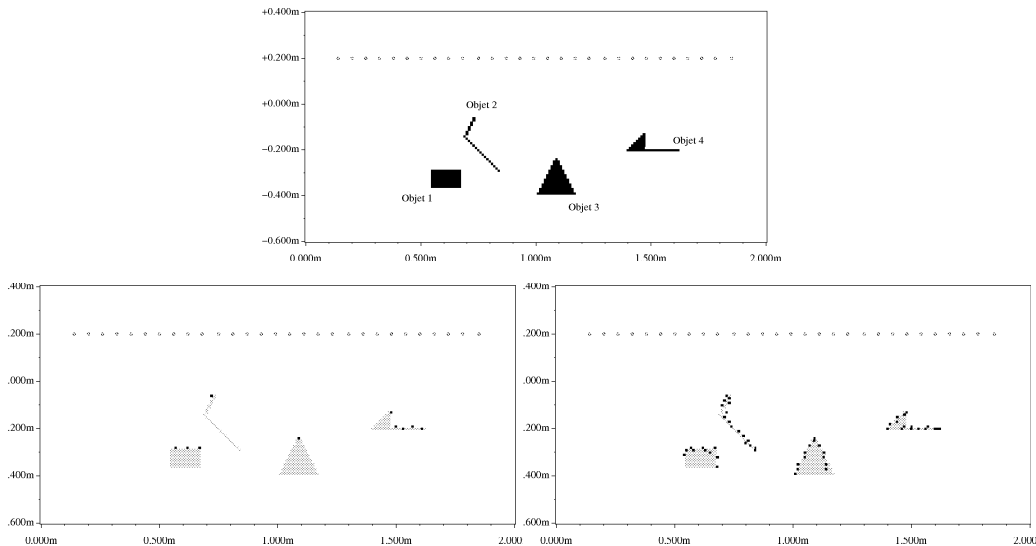 +0.400m
+0.200m
+0.000m
−0.200m
−0.400m
−0.600m
Objet 2
Objet 4
Objet 1
Objet 3
0.000m 0.500m 1.000m 1.500m 2.000m
.400m
.200m
.000m
.200m
.400m
.600m
0.000m 0.500m 1.000m 1.500m 2.000
.400m
.200m
.000m
.200m
.400m
.600m
0.000m 0.500m 1.000m 1.500m 2.000m